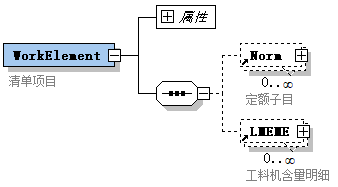 属性
WorkElement
清单项目
Norm
0..∞
定额子目
LMEME
0..∞
工料机含量明细